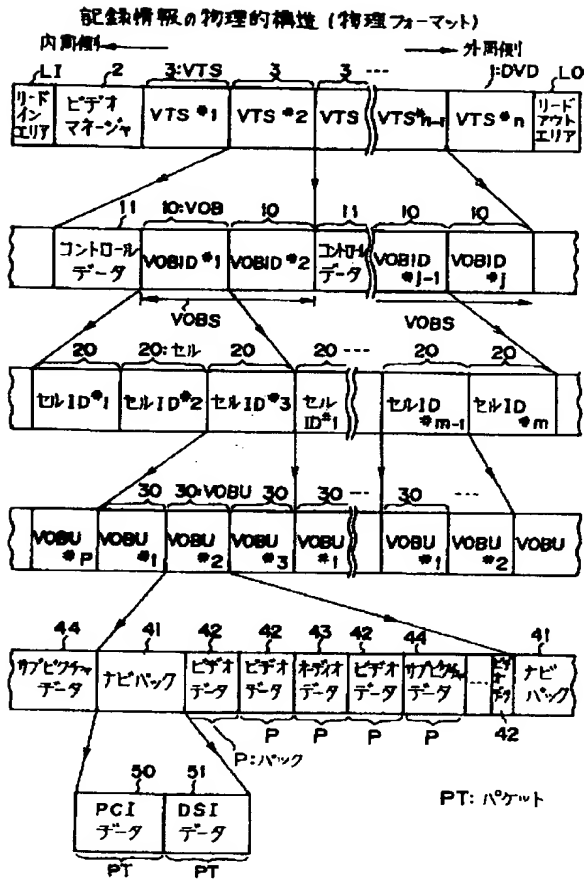 記録情報の物理的構造(物理フォーマット)
内周側 外周側
LI 2 3:VTS 3 3 --- 1:DVD LO
リードインエリア ビデオマネージャ VTS#1 VTS#2 VTS VTS#n-1 VTS#n リードアウトエリア
11 10:VOB 10 11 10 10
コントロールデータ VOBID#1 VOBID#2 コントロールデータ VOBID#j-1 VOBID#j
VOBS VOBS
20 20:セル 20 20 --- 20 20
セルID#1 セルID#2 セルID#3 セルID#1 セルID#m-1 セルID#m
30 30:VOBU 30 30 --- 30 ---
VOBU#P VOBU#1 VOBU#2 VOBU#3 VOBU#1 VOBU#1 VOBU#2 VOBU
44 41 42 42 43 42 44 41
サブピクチャデータ ナビパック ビデオデータ ビデオデータ オーディオデータ ビデオデータ サブピクチャデータ ---- ビデオデータ ナビパック
42
P P P P
P:パック
50 51
PCIデータ DSIデータ
PT PT
PT:パケット